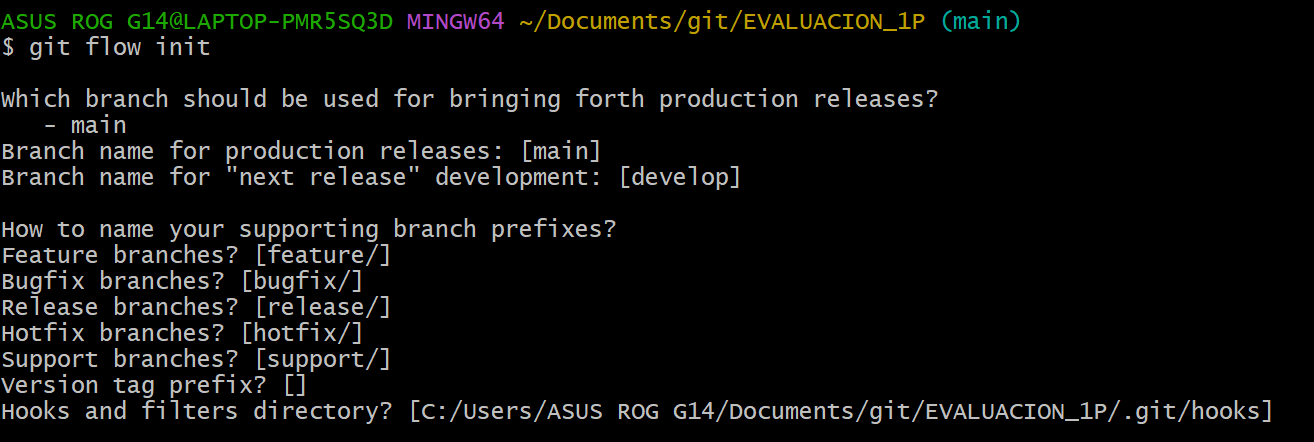 ASUS ROG G14@LAPTOP-PMR5SQ3D MINGW64 ~/Documents/git/EVALUACION_1P (main)
$ git flow init

Which branch should be used for bringing forth production releases?
   - main
Branch name for production releases: [main]
Branch name for "next release" development: [develop]

How to name your supporting branch prefixes?
Feature branches? [feature/]
Bugfix branches? [bugfix/]
Release branches? [release/]
Hotfix branches? [hotfix/]
Support branches? [support/]
Version tag prefix? []
Hooks and filters directory? [C:/Users/ASUS ROG G14/Documents/git/EVALUACION_1P/.git/hooks]